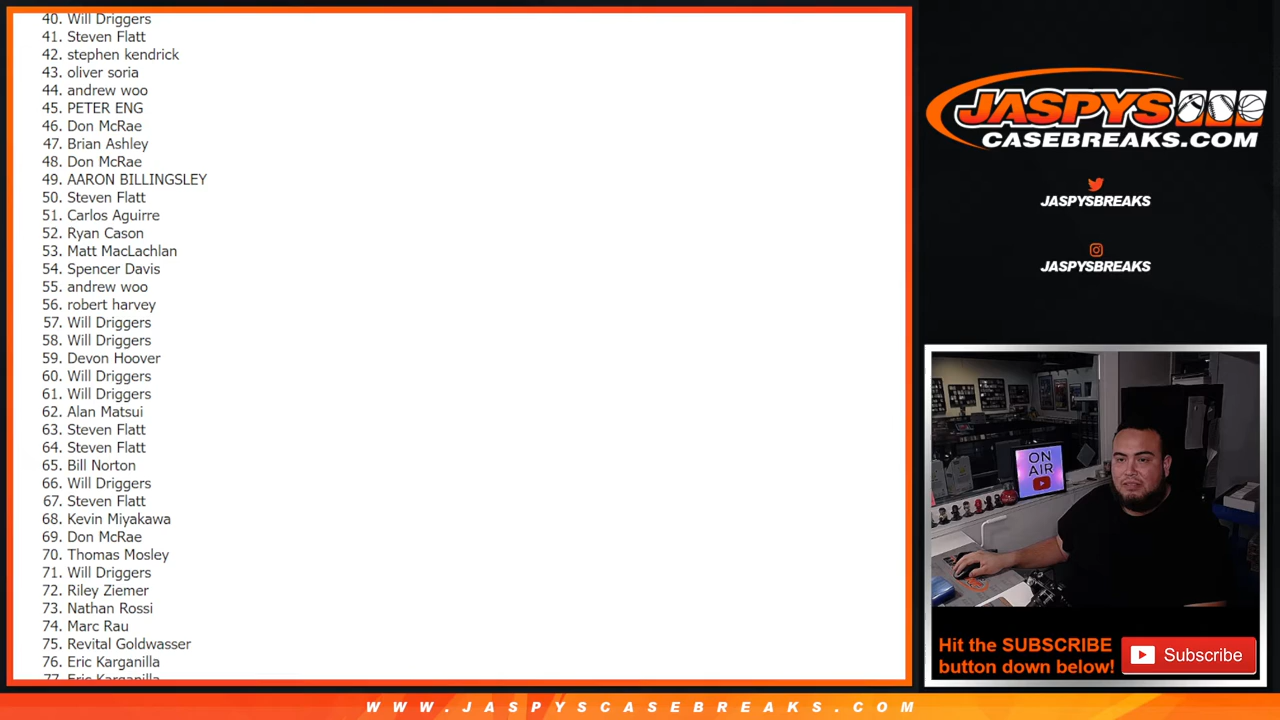 40. Will Driggers
41. Steven Flatt
42. stephen kendrick
43. oliver soria
44. andrew woo
45. PETER ENG
46. Don McRae
47. Brian Ashley
48. Don McRae
49. AARON BILLINGSLEY
50. Steven Flatt
51. Carlos Aguirre
52. Ryan Cason
53. Matt MacLachlan
54. Spencer Davis
55. andrew woo
56. robert harvey
57. Will Driggers
58. Will Driggers
59. Devon Hoover
60. Will Driggers
61. Will Driggers
62. Alan Matsui
63. Steven Flatt
64. Steven Flatt
65. Bill Norton
66. Will Driggers
67. Steven Flatt
68. Kevin Miyakawa
69. Don McRae
70. Thomas Mosley
71. Will Driggers
72. Riley Ziemer
73. Nathan Rossi
74. Marc Rau
75. Revital Goldwasser
76. Eric Karganilla
77. Eric Karganilla
JASPYS
CASEBREAKS.COM
JASPYSBREAKS
JASPYSBREAKS
ON
AIR
Hit the SUBSCRIBE
button down below!
Subscribe
WWW.JASPYSCASEBREAKS.COM